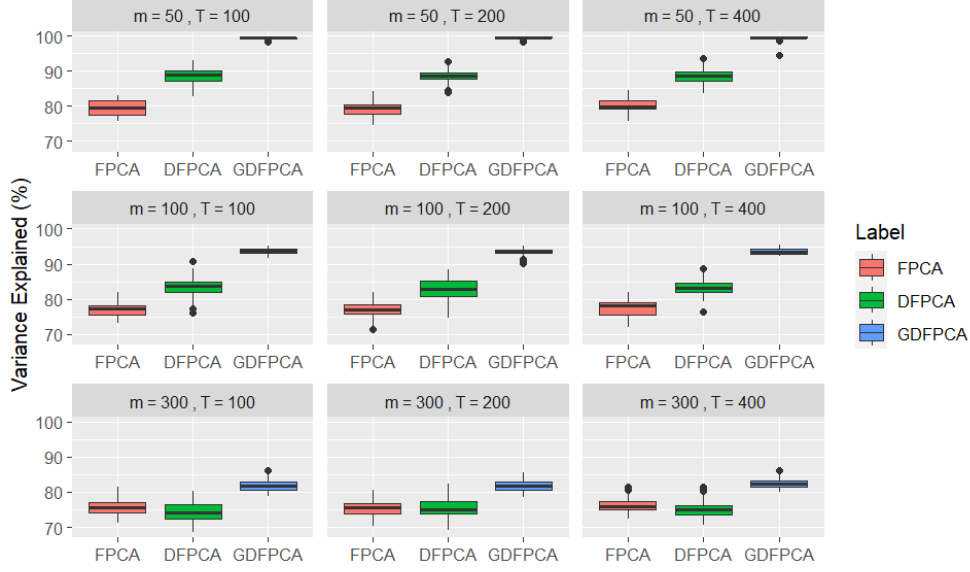 m = 50 , T = 100
m = 50 , T = 200
m = 50 , T = 400
100
90
80
70
FPCA DFPCA GDFPCA
FPCA DFPCA GDFPCA
FPCA DFPCA GDFPCA
m = 100 , T = 100
m = 100 , T = 200
m = 100 , T = 400
100
90
80
70
FPCA DFPCA GDFPCA
FPCA DFPCA GDFPCA
FPCA DFPCA GDFPCA
m = 300 , T = 100
m = 300 , T = 200
m = 300 , T = 400
100
90
80
70
FPCA DFPCA GDFPCA
FPCA DFPCA GDFPCA
FPCA DFPCA GDFPCA
Variance Explained (%)
Label
FPCA
DFPCA
GDFPCA